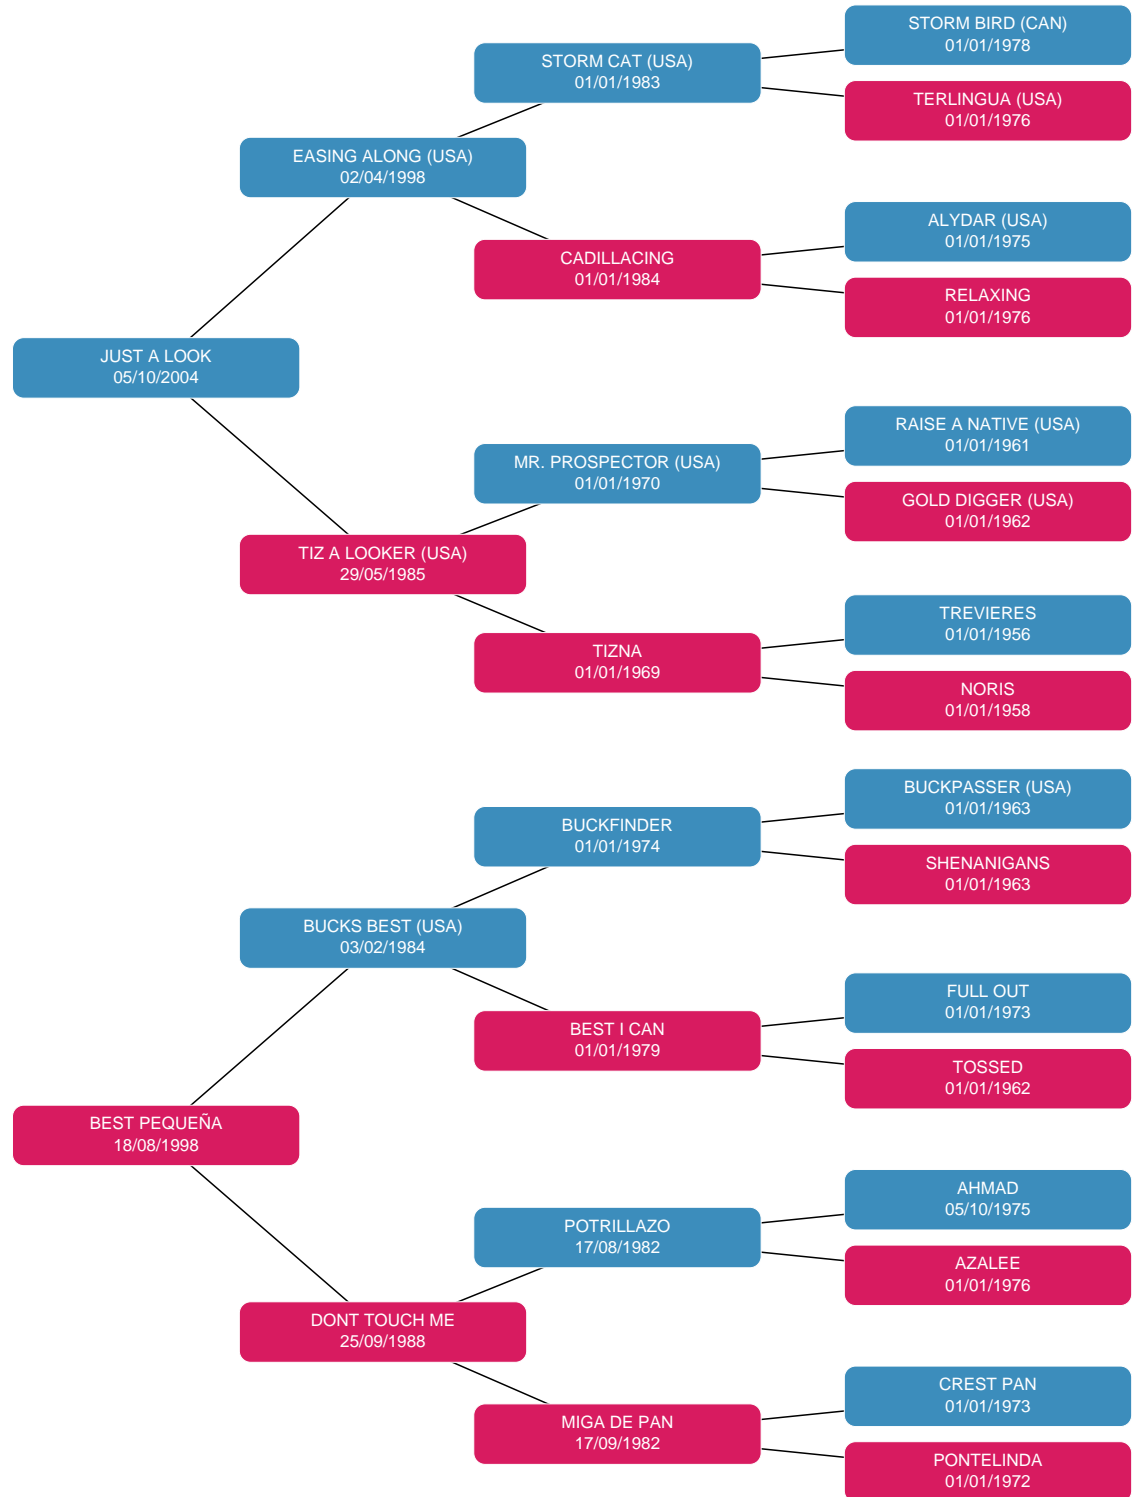 STORM BIRD (CAN)
01/01/1978
STORM CAT (USA)
01/01/1983
TERLINGUA (USA)
01/01/1976
EASING ALONG (USA)
02/04/1998
ALYDAR (USA)
01/01/1975
CADILLACING
01/01/1984
RELAXING
01/01/1976
JUST A LOOK
05/10/2004
RAISE A NATIVE (USA)
01/01/1961
MR. PROSPECTOR (USA)
01/01/1970
GOLD DIGGER (USA)
01/01/1962
TIZ A LOOKER (USA)
29/05/1985
TREVIERES
01/01/1956
TIZNA
01/01/1969
NORIS
01/01/1958
BUCKPASSER (USA)
01/01/1963
BUCKFINDER
01/01/1974
SHENANIGANS
01/01/1963
BUCKS BEST (USA)
03/02/1984
FULL OUT
01/01/1973
BEST I CAN
01/01/1979
TOSSED
01/01/1962
BEST PEQUEÑA
18/08/1998
AHMAD
05/10/1975
POTRILLAZO
17/08/1982
AZALEE
01/01/1976
DONT TOUCH ME
25/09/1988
CREST PAN
01/01/1973
MIGA DE PAN
17/09/1982
PONTELINDA
01/01/1972